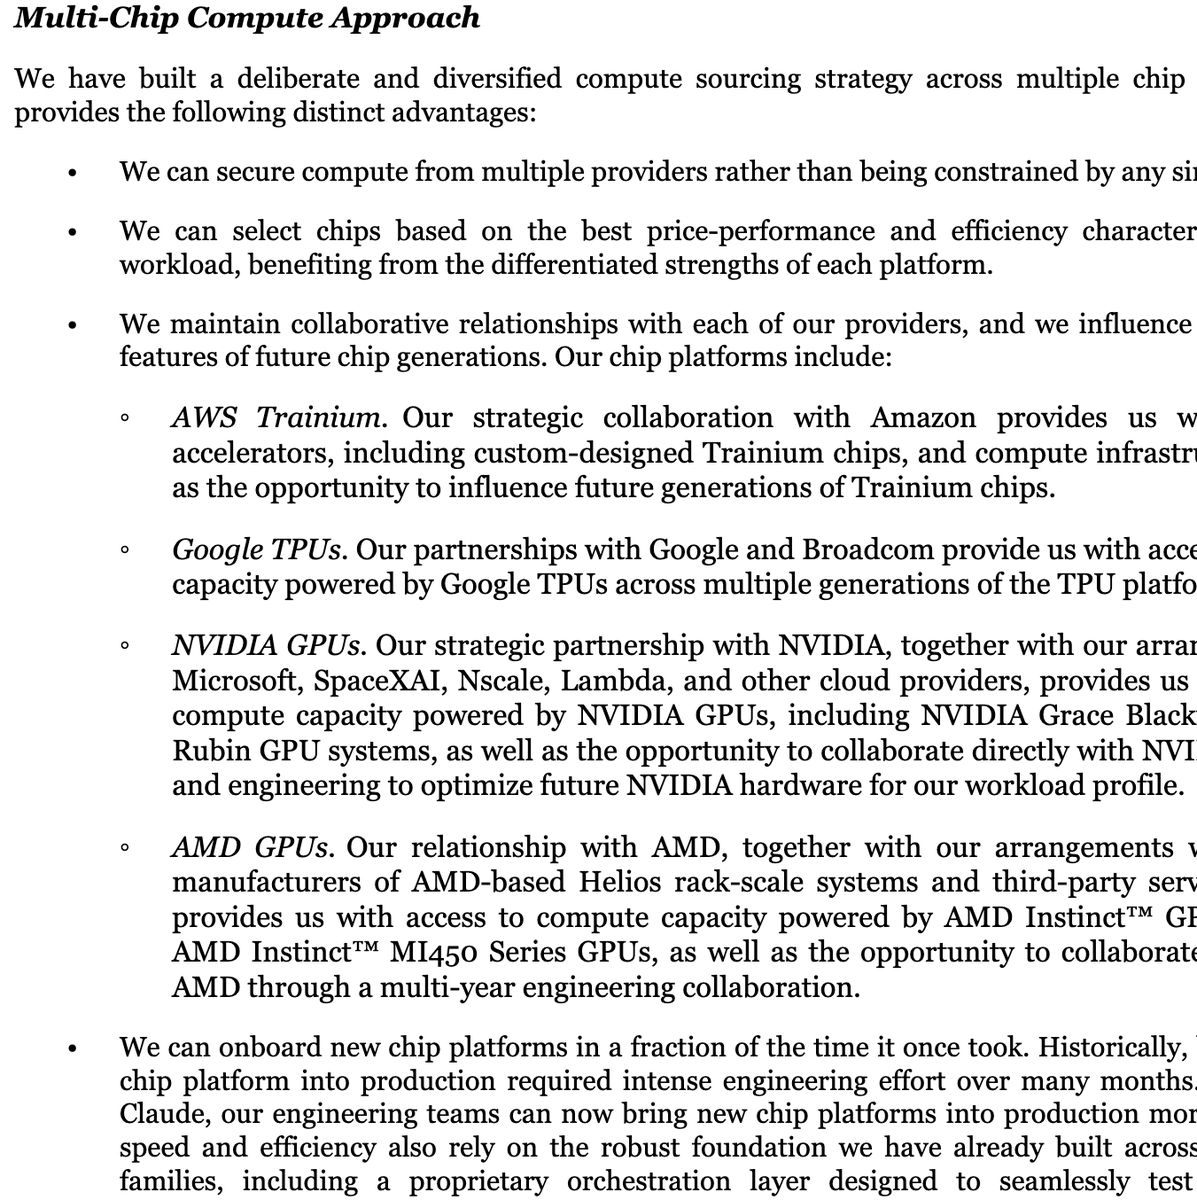 Multi-Chip Compute Approach
We have built a deliberate and diversified compute sourcing strategy across multiple chip
provides the following distinct advantages:
• We can secure compute from multiple providers rather than being constrained by any
• We can select chips based on the best price-performance and efficiency
workload, benefiting from the differentiated strengths of each platform.
• We maintain collaborative relationships with each of our providers, and we influence
features of future chip generations. Our chip platforms include:
◦ AWS Trainium. Our strategic collaboration with Amazon provides us
accelerators, including custom-designed Trainium chips, and compute
as the opportunity to influence future generations of Trainium chips.
◦ Google TPUs. Our partnerships with Google and Broadcom provide us with
capacity powered by Google TPUs across multiple generations of the TPU
◦ NVIDIA GPUs. Our strategic partnership with NVIDIA, together with our
Microsoft, SpaceXAI, Nscale, Lambda, and other cloud providers, provides us
compute capacity powered by NVIDIA GPUs, including NVIDIA Grace
Rubin GPU systems, as well as the opportunity to collaborate directly with
and engineering to optimize future NVIDIA hardware for our workload profile.
◦ AMD GPUs. Our relationship with AMD, together with our arrangements
manufacturers of AMD-based Helios rack-scale systems and third-party
provides us with access to compute capacity powered by AMD Instinct™
AMD Instinct™ MI450 Series GPUs, as well as the opportunity to
AMD through a multi-year engineering collaboration.
• We can onboard new chip platforms in a fraction of the time it once took. Historically,
chip platform into production required intense engineering effort over many months.
Claude, our engineering teams can now bring new chip platforms into production
speed and efficiency also rely on the robust foundation we have already built across
families, including a proprietary orchestration layer designed to seamlessly test